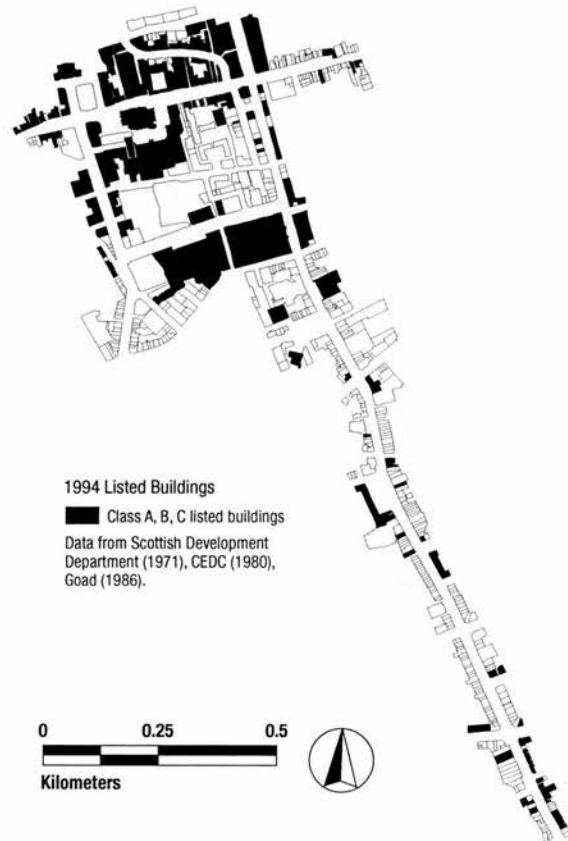 1994 Listed Buildings
Class A, B, C listed buildings
Data from Scottish Development
Department (1971), CEDC (1980),
Goad (1986).
0 0.25 0.5
Kilometers